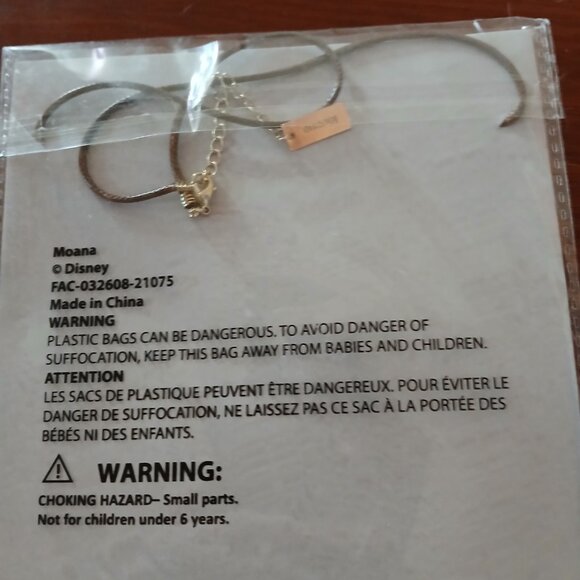 Moana
© Disney
FAC-032608-21075
Made in China
WARNING
PLASTIC BAGS CAN BE DANGEROUS. TO AVOID DANGER OF
SUFFOCATION, KEEP THIS BAG AWAY FROM BABIES AND CHILDREN.
ATTENTION
LES SACS DE PLASTIQUE PEUVENT ÊTRE DANGEREUX. POUR ÉVITER LE
DANGER DE SUFFOCATION, NE LAISSEZ PAS CE SAC À LA PORTÉE DES
BÉBÉS NI DES ENFANTS.
WARNING:
CHOKING HAZARD– Small parts.
Not for children under 6 years.